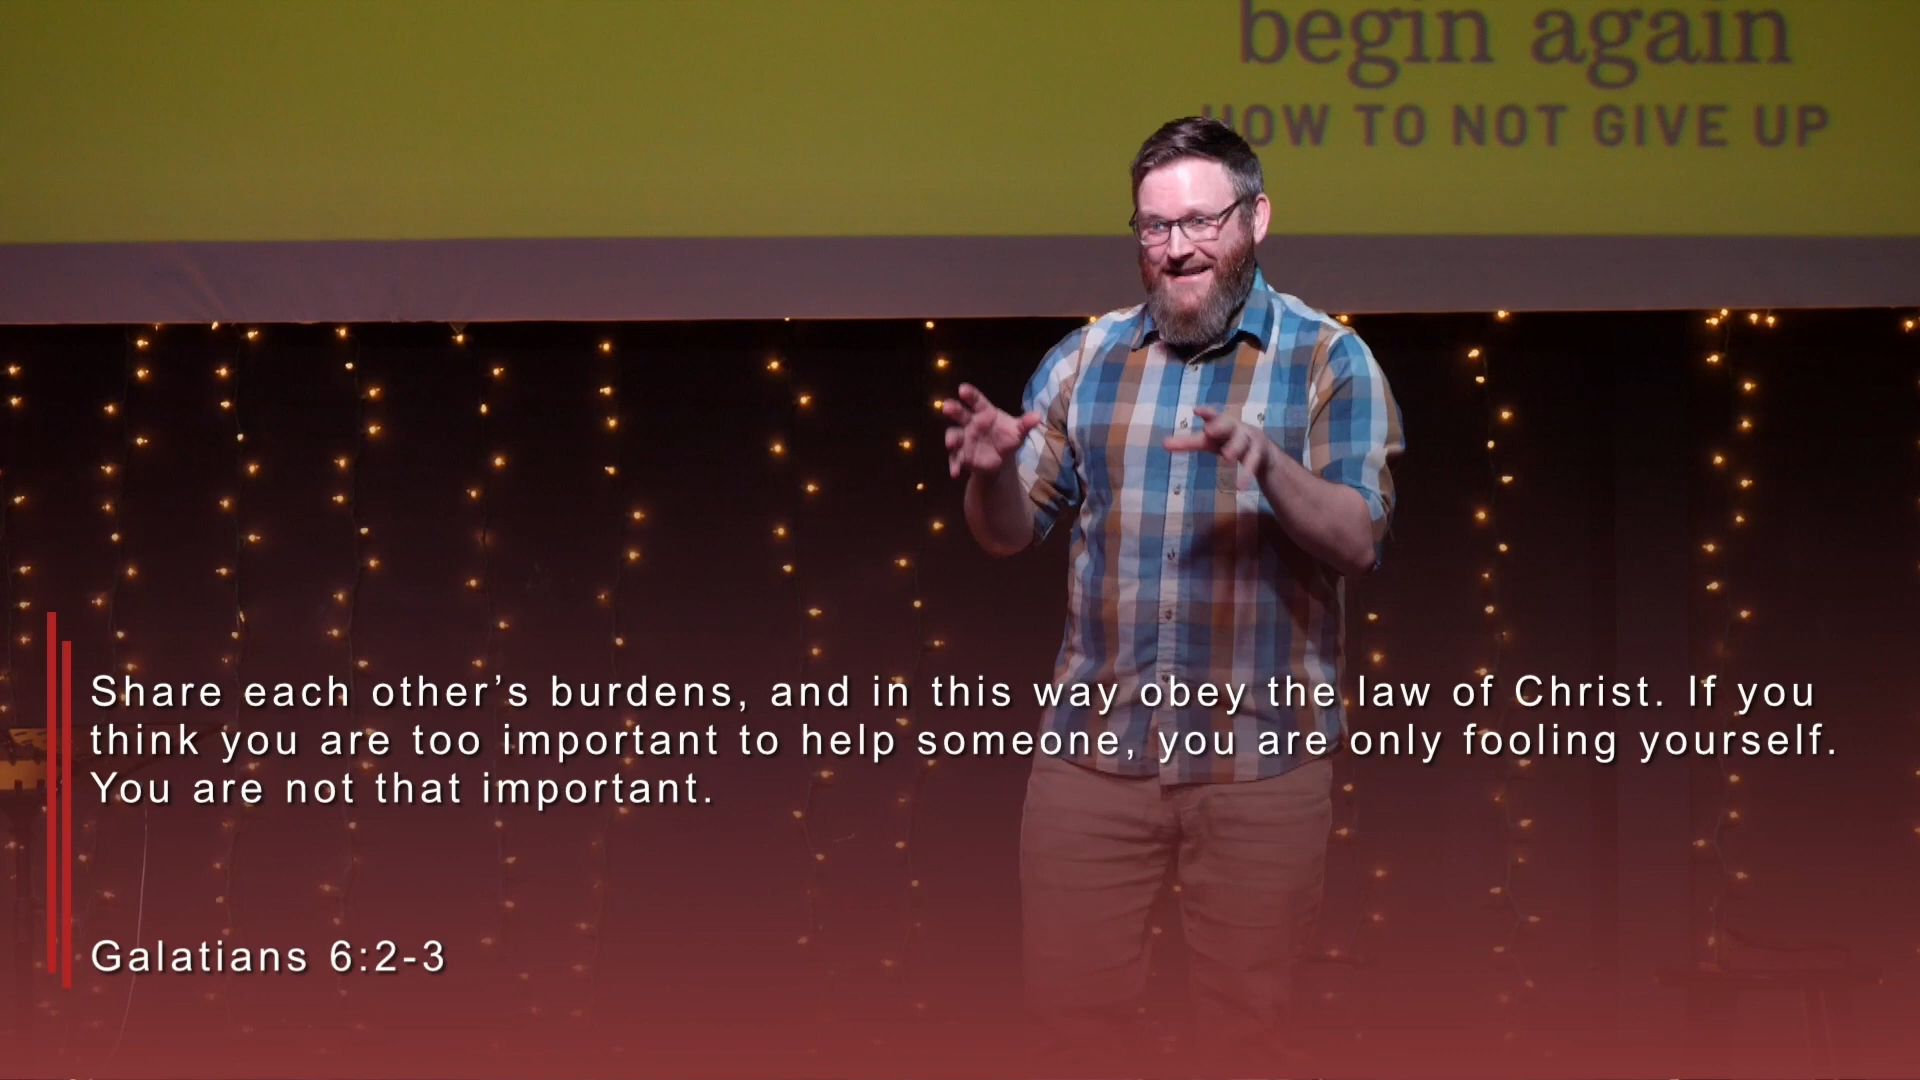 begin again
HOW TO NOT GIVE UP
Share each other’s burdens, and in this way obey the law of Christ. If you
think you are too important to help someone, you are only fooling yourself.
You are not that important.
Galatians 6:2-3